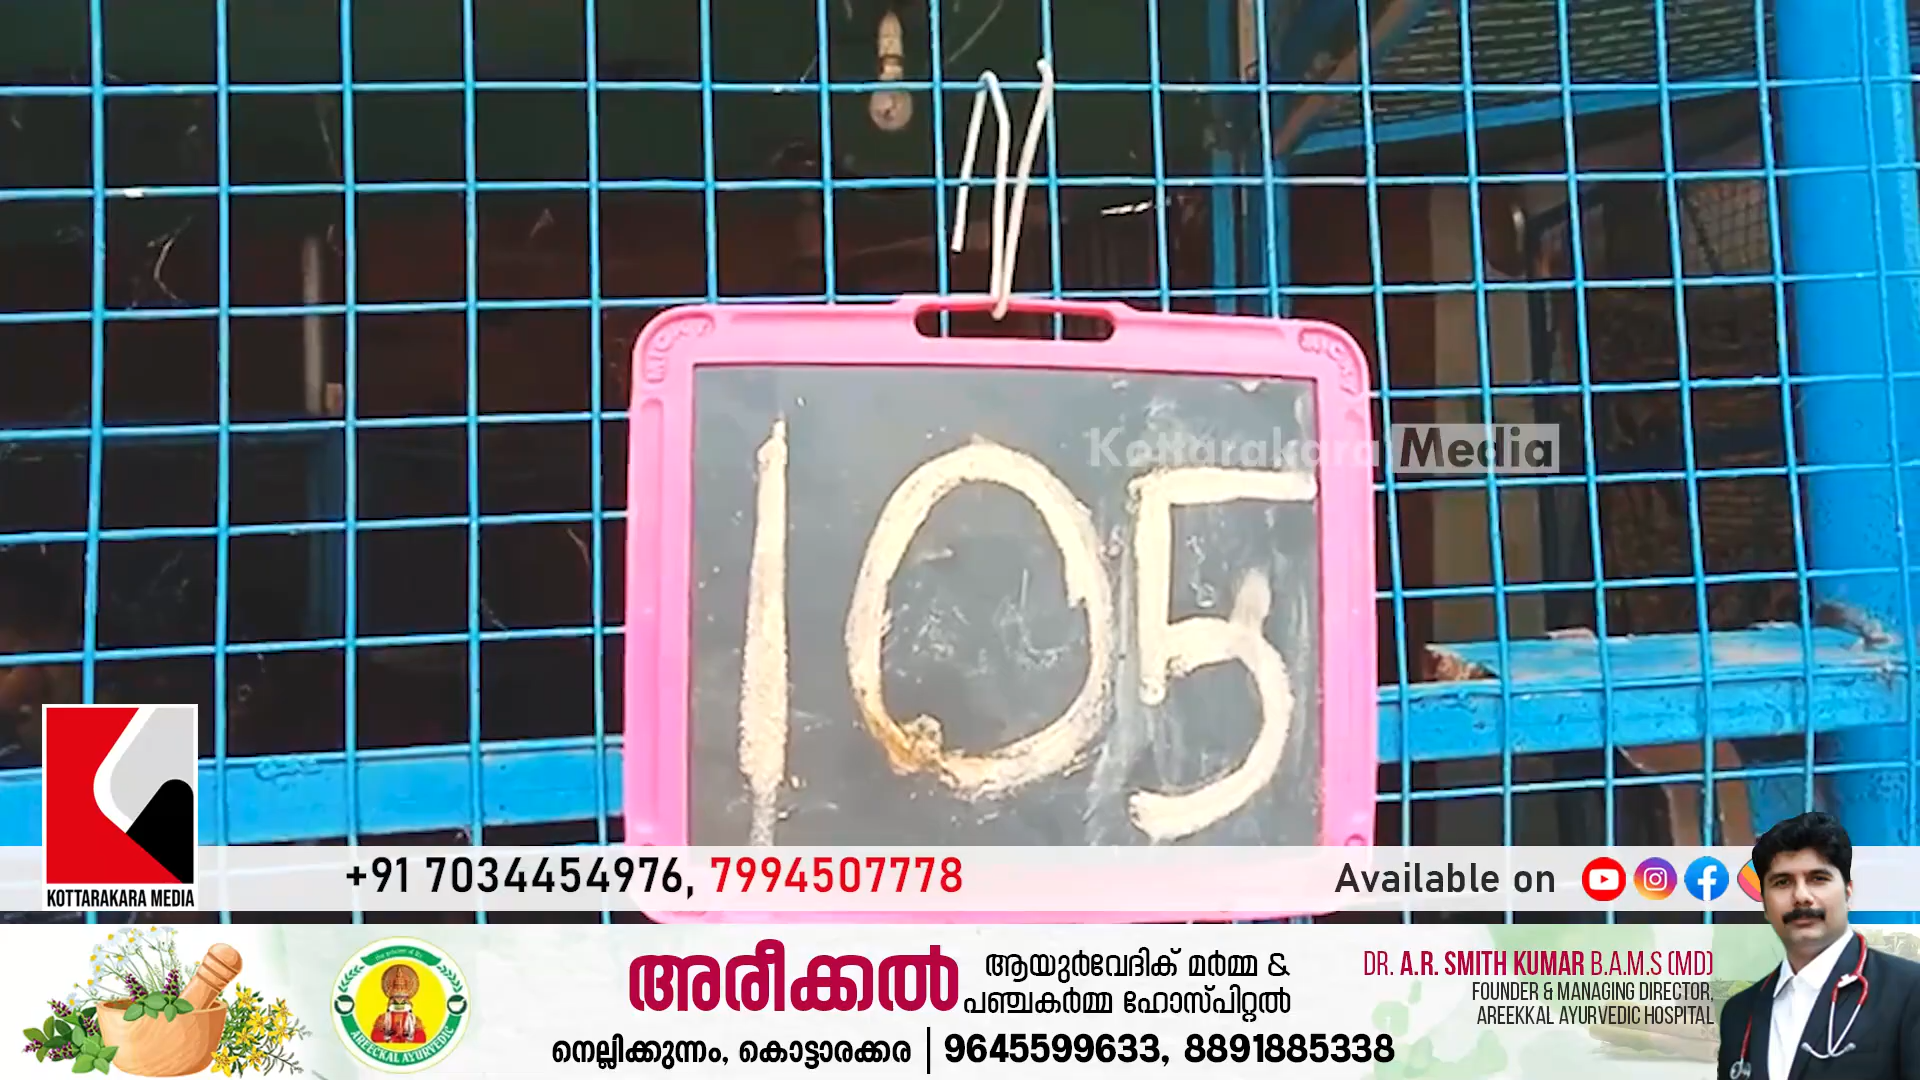 105
Kottarakara Media
KOTTARAKARA MEDIA
+91 7034454976, 7994507778
Available on
അരീക്കൽ
ആയുർവേദിക് മർമ്മ &
പഞ്ചകർമ്മ ഹോസ്പിറ്റൽ
നെല്ലിക്കുന്നം, കൊട്ടാരക്കര | 9645599633, 8891885338
DR. A.R. SMITH KUMAR B.A.M.S (MD)
FOUNDER & MANAGING DIRECTOR,
AREEKKAL AYURVEDIC HOSPITAL
AREECKAL AYURVEDIC